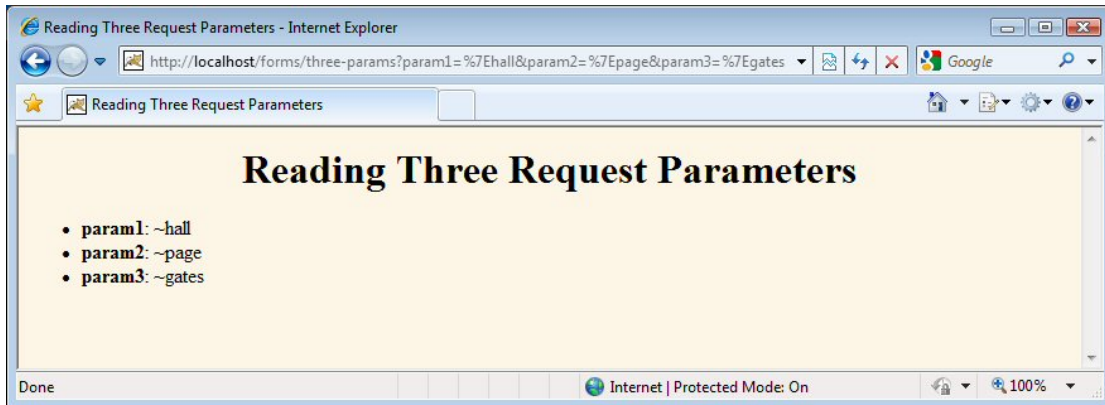 Reading Three Request Parameters - Internet Explorer
http://localhost/forms/three-params?param1=%7Ehall&param2=%7Epage&param3=%7Egates
Google
Reading Three Request Parameters
Reading Three Request Parameters
• param1: ~hall
• param2: ~page
• param3: ~gates
Done
Internet | Protected Mode: On
100%